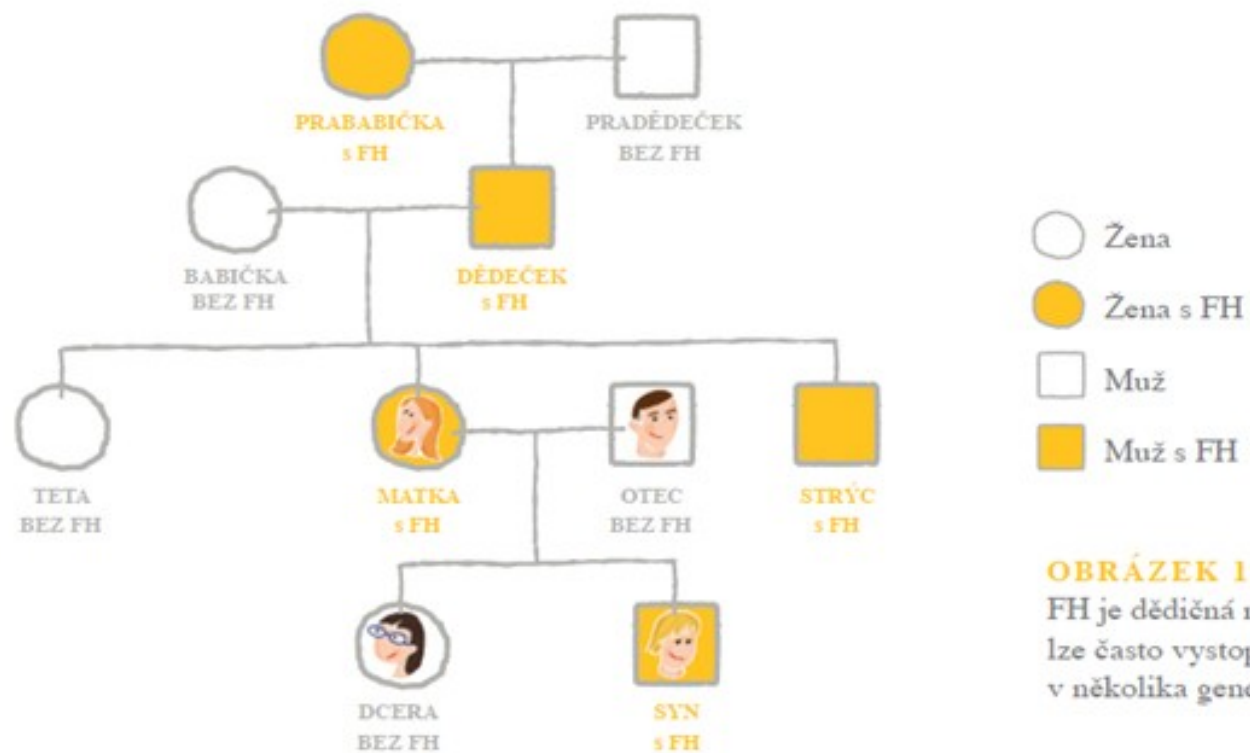 PRABABIČKA
s FH
PRADĚDEČEK
BEZ FH
BABIČKA
BEZ FH
DĚDEČEK
s FH
TETA
BEZ FH
MATKA
s FH
OTEC
BEZ FH
STRÝC
s FH
DCERA
BEZ FH
SYN
s FH
Žena
Žena s FH
Muž
Muž s FH
OBRÁZEK 1
FH je dědičná
lze často
v několika